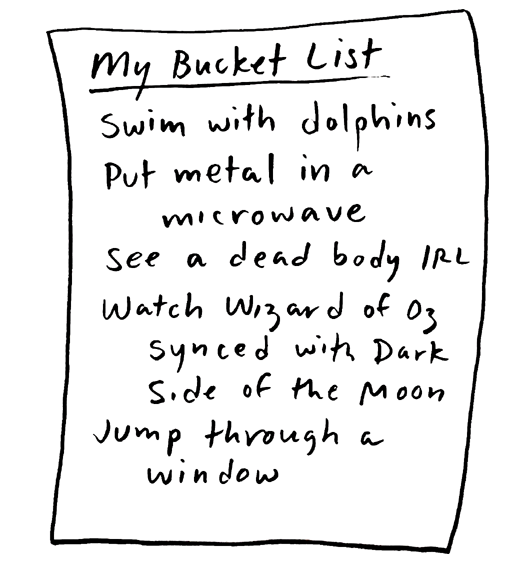 My Bucket List
Swim with dolphins
Put metal in a
microwave
See a dead body IRL
Watch Wizard of Oz
synced with Dark
Side of the Moon
Jump through a
window